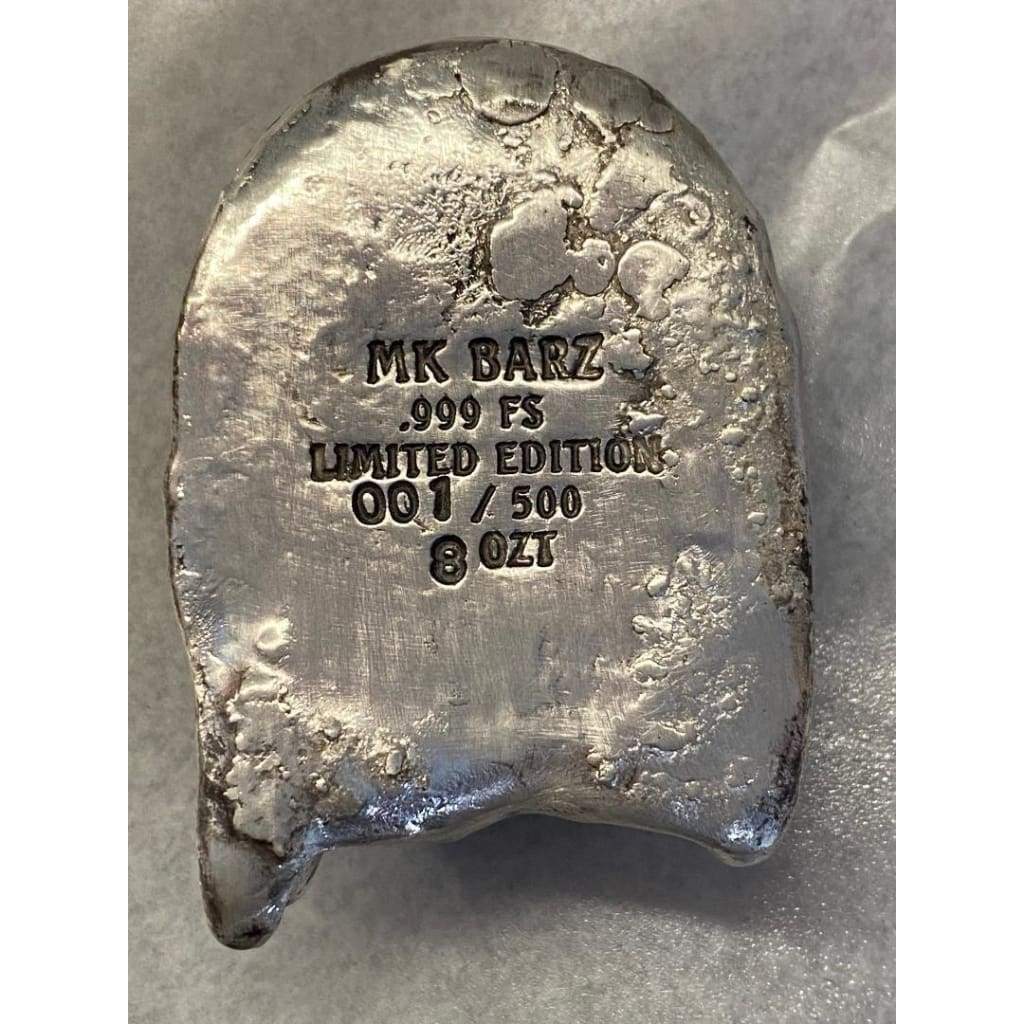 MK BARZ
.999 FS
LIMITED EDITION
001 / 500
8 OZT